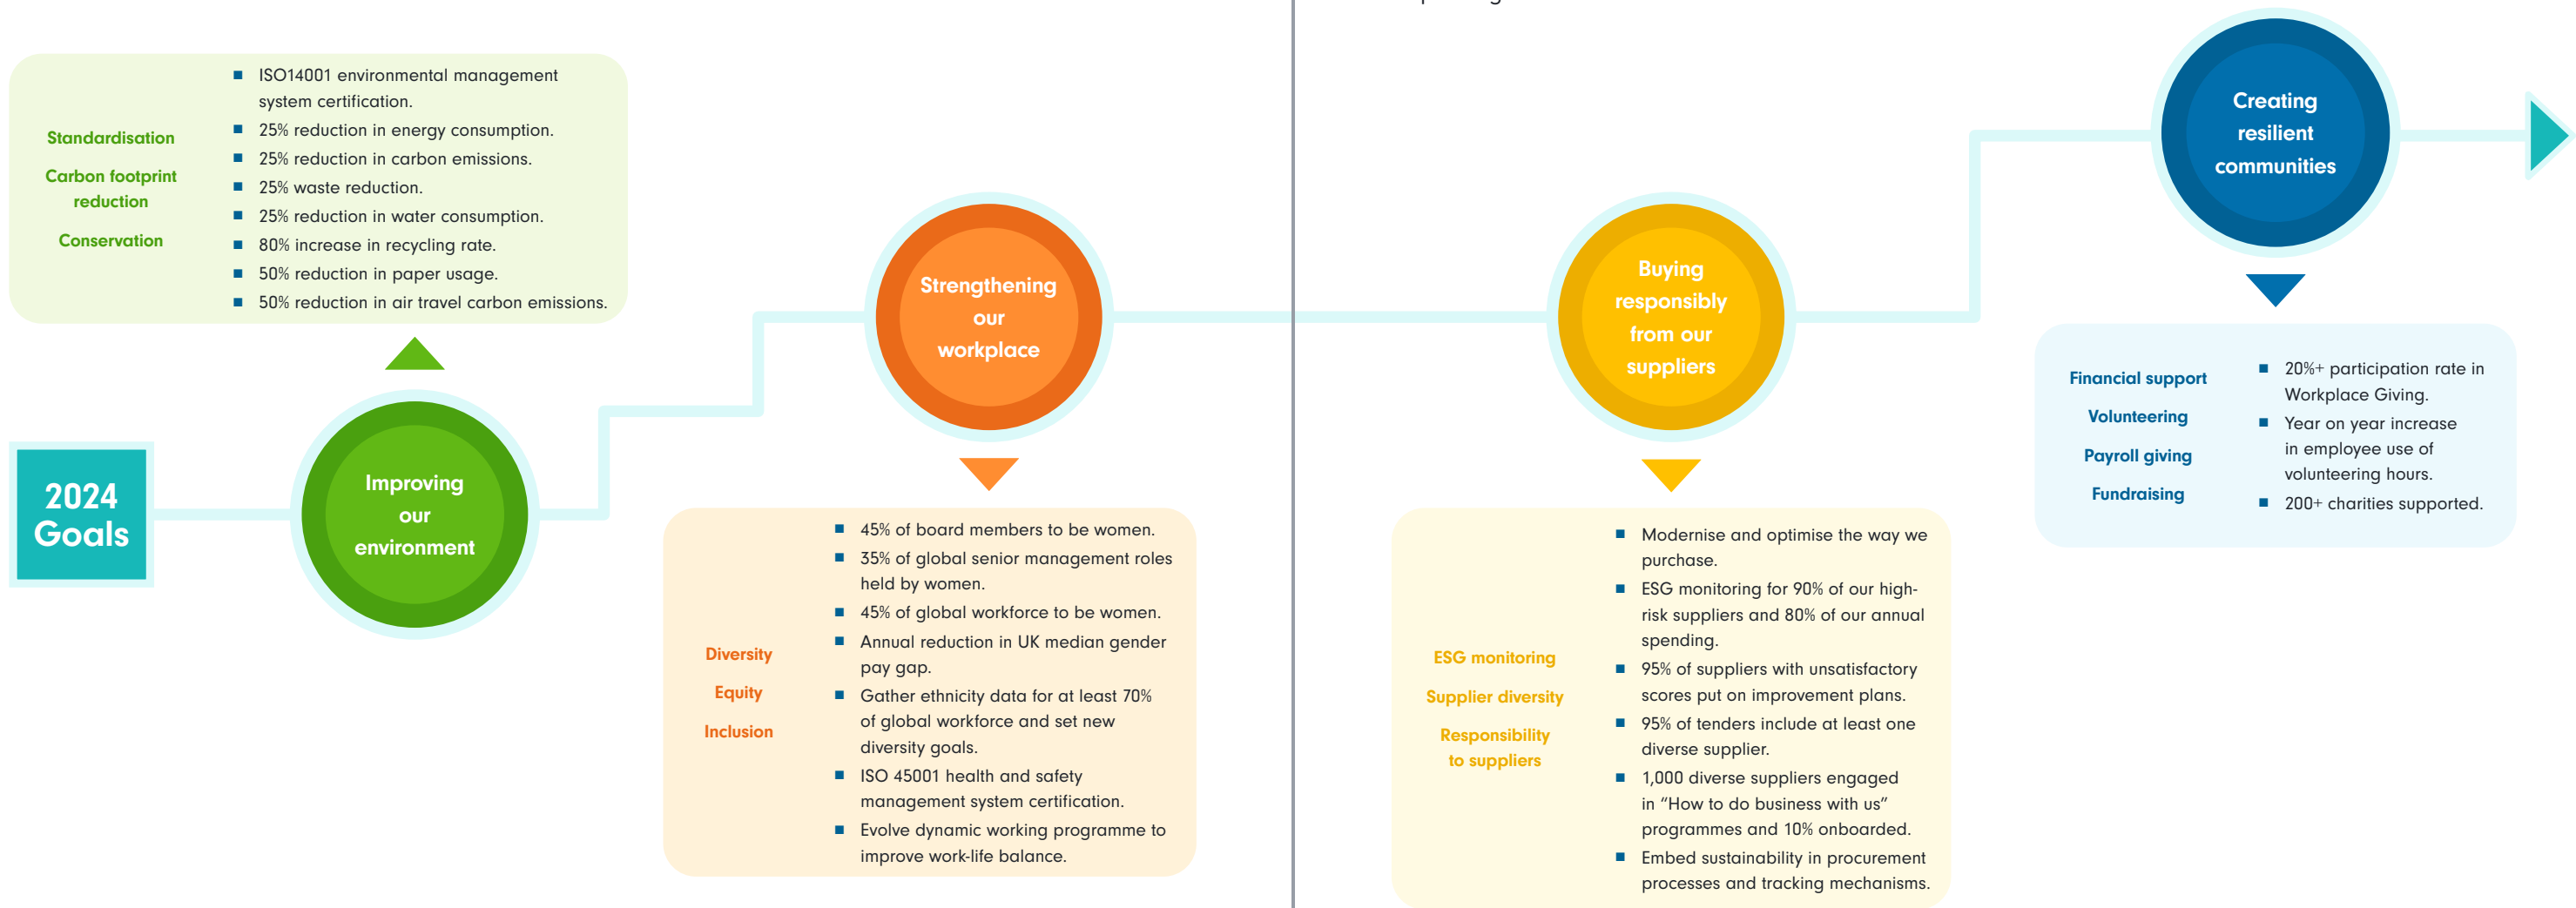 2024
Goals
Improving
our
environment
Standardisation
Carbon footprint
reduction
Conservation
■ ISO14001 environmental management
system certification.
■ 25% reduction in energy consumption.
■ 25% reduction in carbon emissions.
■ 25% waste reduction.
■ 25% reduction in water consumption.
■ 80% increase in recycling rate.
■ 50% reduction in paper usage.
■ 50% reduction in air travel carbon emissions.
Strengthening
our
workplace
Diversity
Equity
Inclusion
■ 45% of board members to be women.
■ 35% of global senior management roles
held by women.
■ 45% of global workforce to be women.
■ Annual reduction in UK median gender
pay gap.
■ Gather ethnicity data for at least 70%
of global workforce and set new
diversity goals.
■ ISO 45001 health and safety
management system certification.
■ Evolve dynamic working programme to
improve work-life balance.
Buying
responsibly
from our
suppliers
ESG monitoring
Supplier diversity
Responsibility
to suppliers
■ Modernise and optimise the way we
purchase.
■ ESG monitoring for 90% of our high-
risk suppliers and 80% of our annual
spending.
■ 95% of suppliers with unsatisfactory
scores put on improvement plans.
■ 95% of tenders include at least one
diverse supplier.
■ 1,000 diverse suppliers engaged
in “How to do business with us”
programmes and 10% onboarded.
■ Embed sustainability in procurement
processes and tracking mechanisms.
Creating
resilient
communities
Financial support
Volunteering
Payroll giving
Fundraising
■ 20%+ participation rate in
Workplace Giving.
■ Year on year increase
in employee use of
volunteering hours.
■ 200+ charities supported.